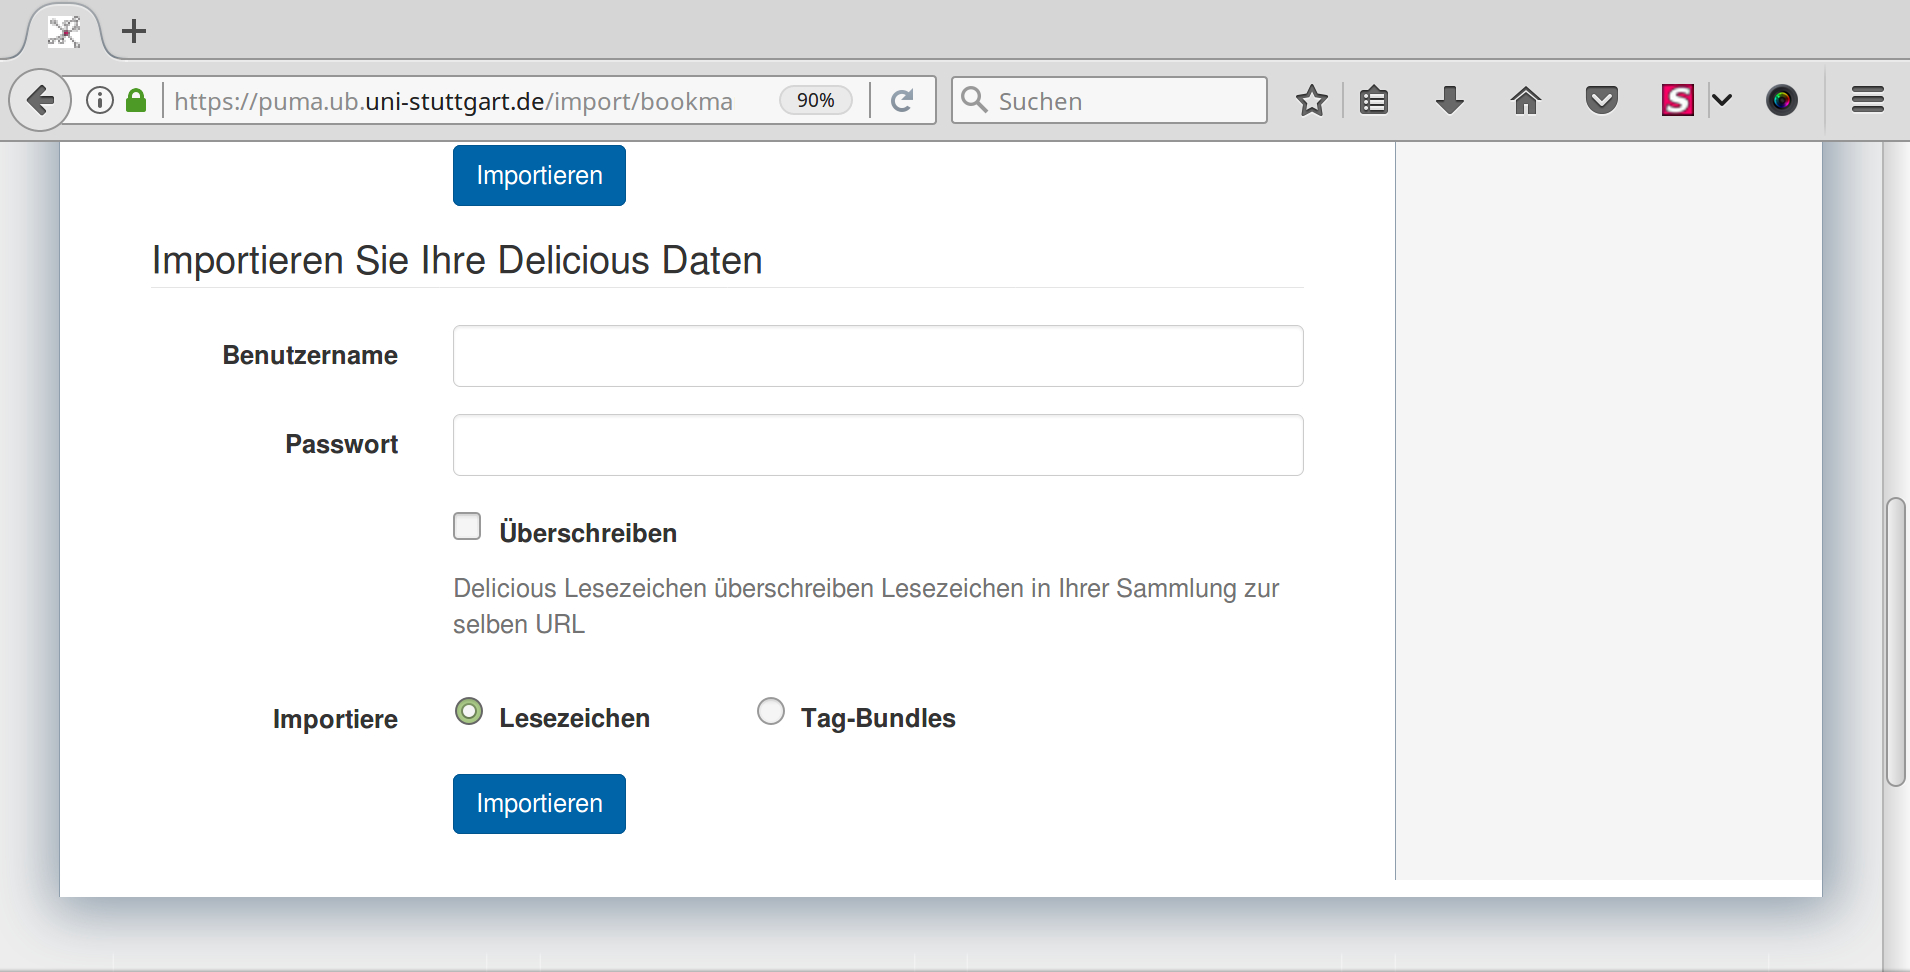 https://puma.ub.uni-stuttgart.de/import/bookma 90% Suchen
Importieren
Importieren Sie Ihre Delicious Daten
Benutzername
Passwort
Überschreiben
Delicious Lesezeichen überschreiben Lesezeichen in Ihrer Sammlung zur
selben URL
Importiere Lesezeichen Tag-Bundles
Importieren